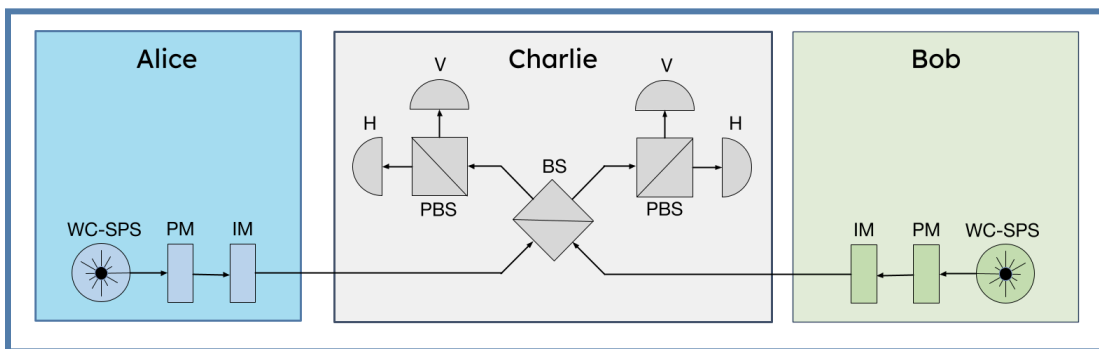 Alice
Charlie
Bob
V
V
H
H
BS
PBS
PBS
WC-SPS
PM
IM
IM
PM
WC-SPS